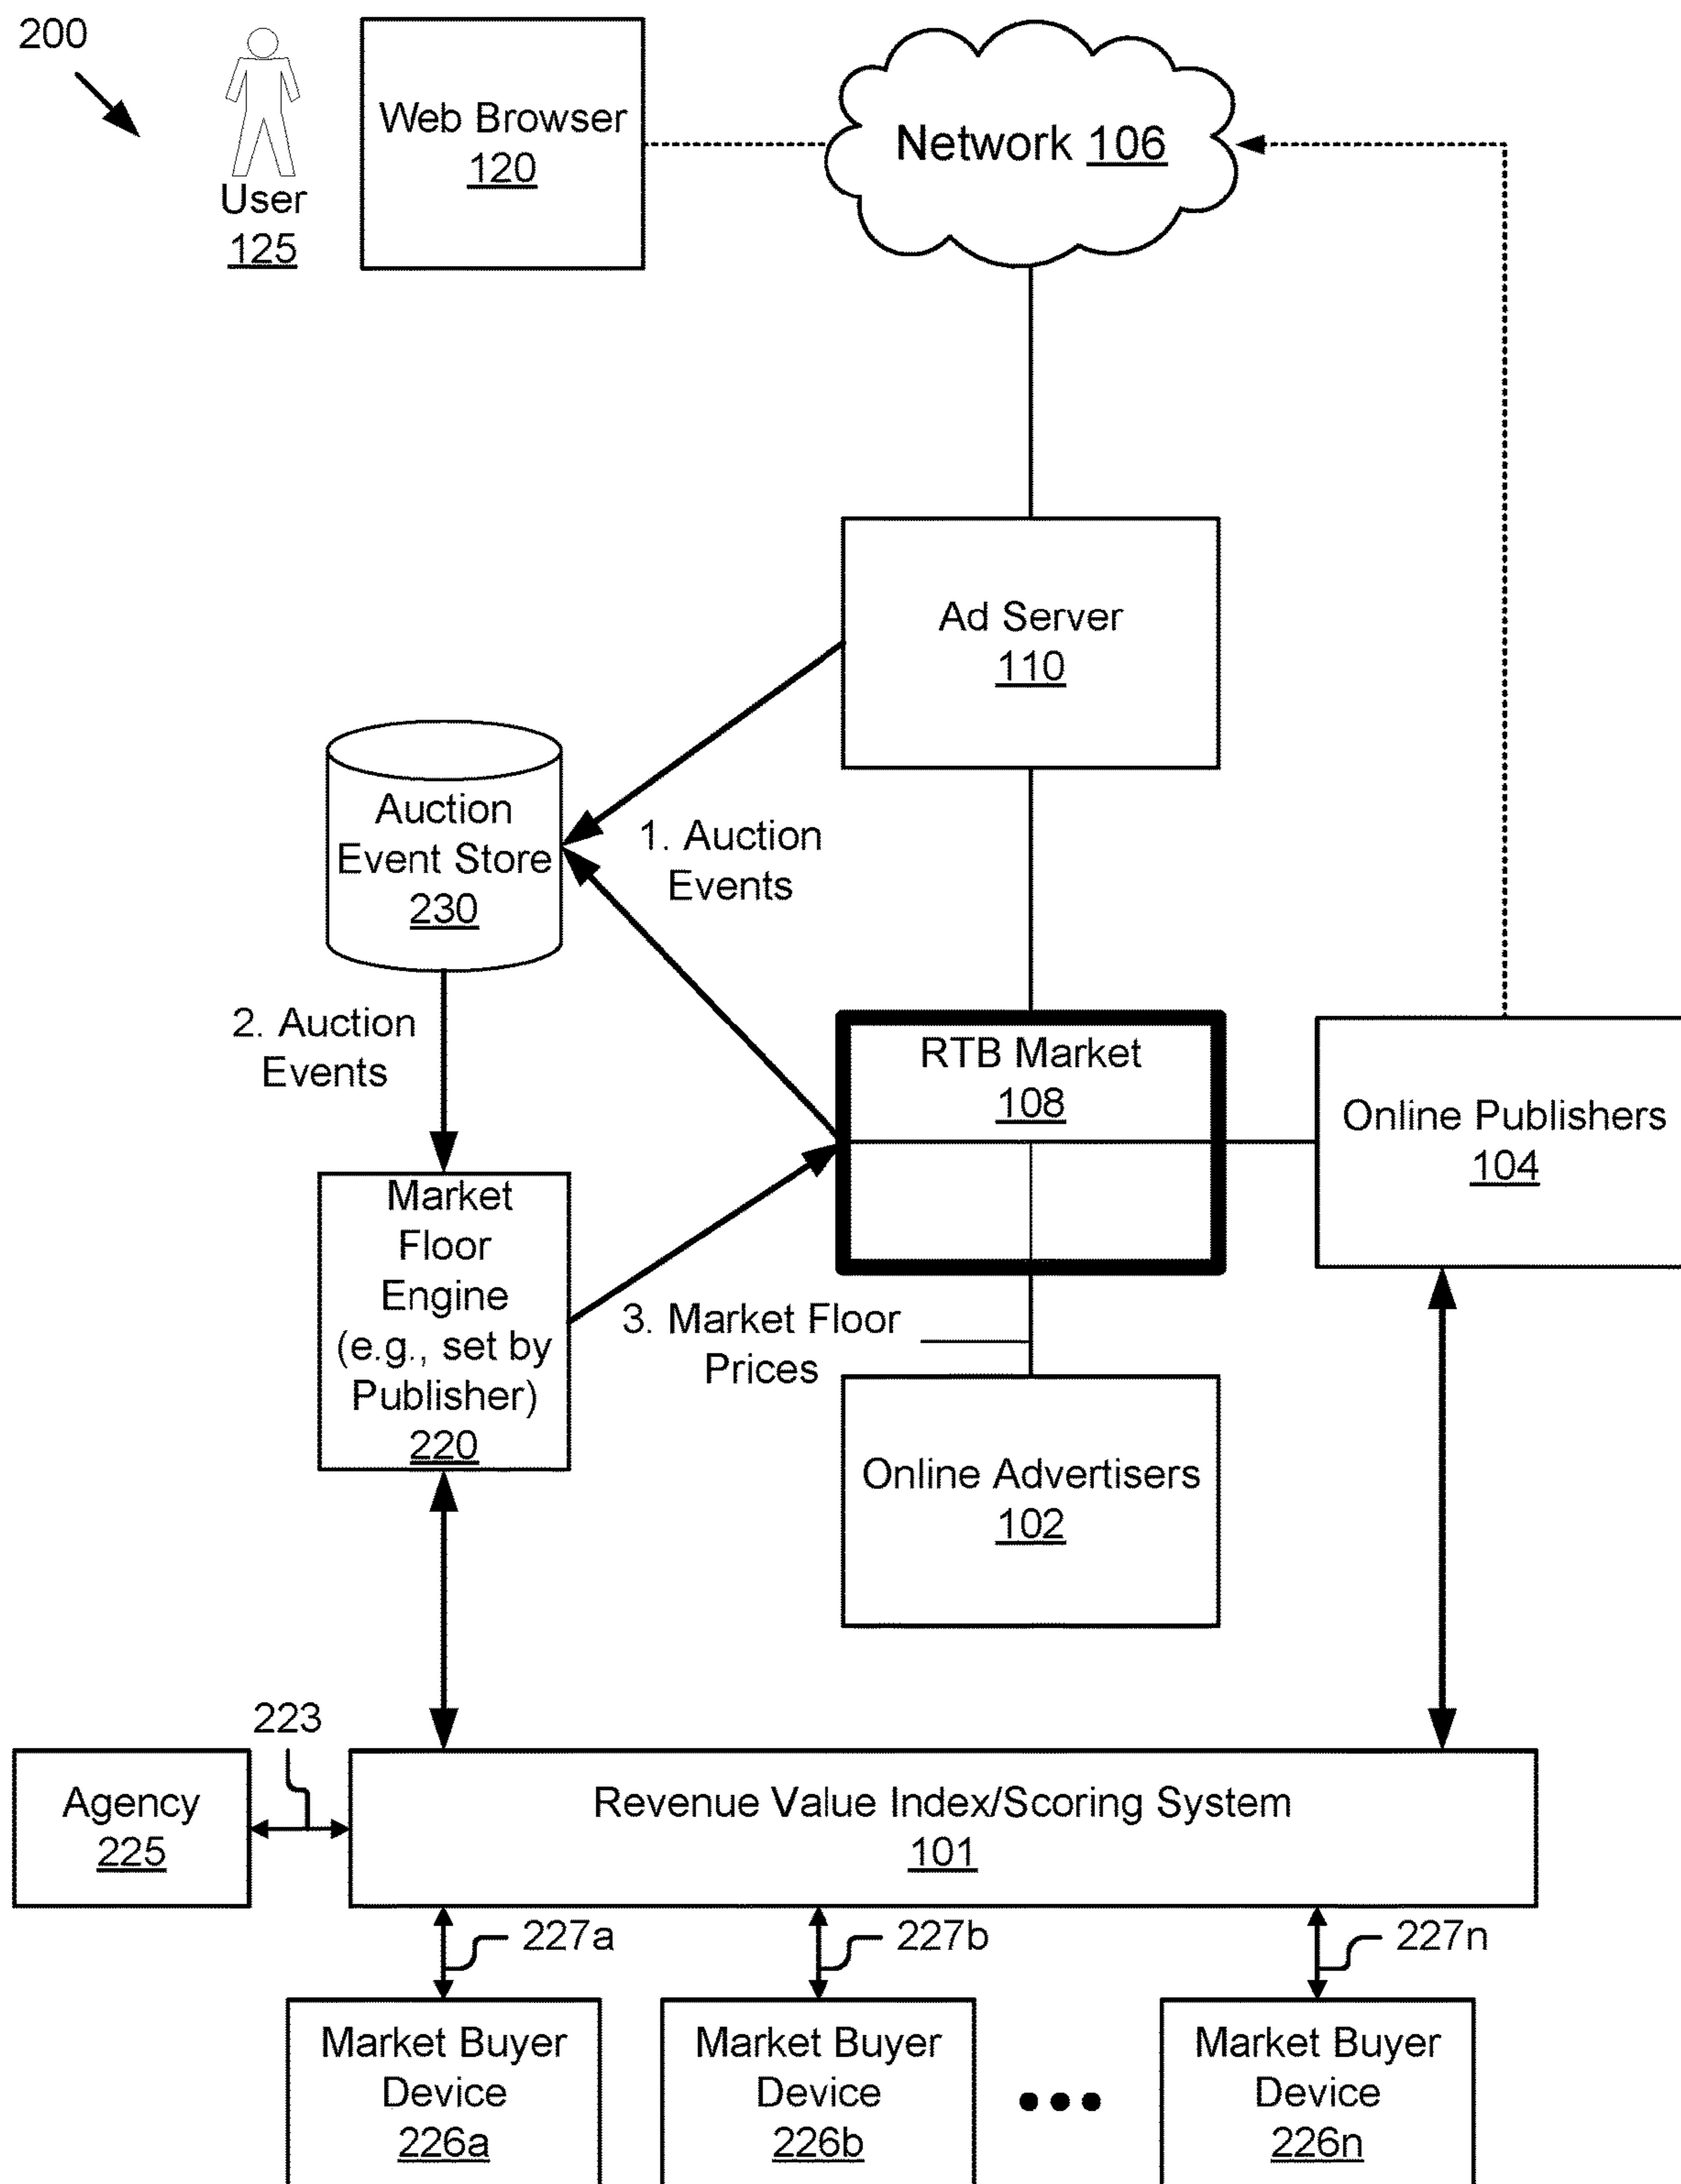 200
User
125
Web Browser
120
Network 106
Ad Server
110
Auction
Event Store
230
1. Auction
Events
2. Auction
Events
RTB Market
108
Online Publishers
104
Market
Floor
Engine
(e.g., set by
Publisher)
220
3. Market Floor
Prices
Online Advertisers
102
223
Agency
225
Revenue Value Index/Scoring System
101
227a
227b
227n
Market Buyer
Device
226a
Market Buyer
Device
226b
Market Buyer
Device
226n